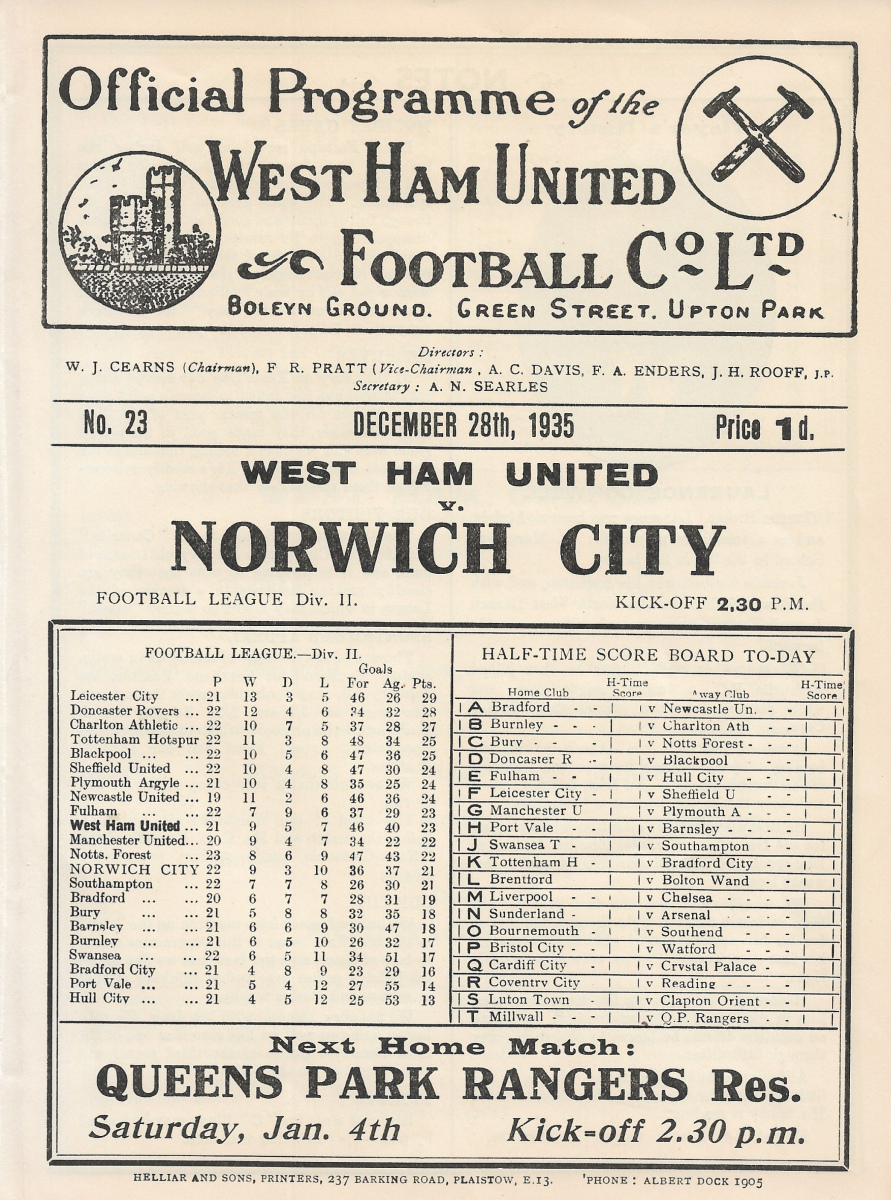 Official Programme of the
WEST HAM UNITED
FOOTBALL CO LTD
BOLEYN GROUND. GREEN STREET. UPTON PARK
Directors :
W. J. CEARNS (Chairman), F R. PRATT (Vice-Chairman , A. C. DAVIS, F. A. ENDERS, J. H. ROOFF, J.P.
Secretary : A. N. SEARLES
No. 23 DECEMBER 28th, 1935 Price 1d.
WEST HAM UNITED
v.
NORWICH CITY
FOOTBALL LEAGUE Div. II. KICK-OFF 2.30 P.M.
FOOTBALL LEAGUE.—Div. II.
Goals
P W D L For Ag. Pts.
Leicester City ... 21 13 3 5 46 26 29
Doncaster Rovers ... 22 12 4 6 34 32 28
Charlton Athletic ... 22 10 7 5 37 28 27
Tottenham Hotspur 22 11 3 8 48 34 25
Blackpool ... ... 22 10 5 6 47 36 25
Sheffield United ... 22 10 4 8 47 30 24
Plymouth Argyle ... 21 10 4 8 35 25 24
Newcastle United ... 19 11 2 6 46 36 24
Fulham ... ... 22 7 9 6 37 29 23
West Ham United ... 21 9 5 7 46 40 23
Manchester United... 20 9 4 7 34 22 22
Notts. Forest ... 23 8 6 9 47 43 22
NORWICH CITY 22 9 3 10 36 37 21
Southampton ... 22 7 7 8 26 30 21
Bradford ... ... 20 6 7 7 28 31 19
Bury ... ... 21 5 8 8 32 35 18
Barnsley ... ... 21 6 6 9 30 47 18
Burnley ... ... 21 6 5 10 26 32 17
Swansea ... ... 22 6 5 11 34 51 17
Bradford City ... 21 4 8 9 23 29 16
Port Vale ... ... 21 5 4 12 27 55 14
Hull City ... ... 21 4 5 12 25 53 13
HALF-TIME SCORE BOARD TO-DAY
Home Club H-Time Score Away Club H-Time Score
A Bradford - - v Newcastle Un. - -
B Burnley - - v Charlton Ath
C Bury - - - v Notts Forest - -
D Doncaster R - v Blackpool - -
E Fulham - - v Hull City - -
F Leicester City - v Sheffield U
G Manchester U v Plymouth A - -
H Port Vale - - v Barnsley - - -
J Swansea T - - v Southampton
K Tottenham H - v Bradford City - -
L Brentford v Bolton Wand - -
M Liverpool - - v Chelsea - - -
N Sunderland - - v Arsenal - - -
O Bournemouth - v Southend - -
P Bristol City - - v Watford - - -
Q Cardiff City - v Crystal Palace -
R Coventry City - v Reading - - -
S Luton Town - v Clapton Orient - -
T Millwall - - - v Q.P. Rangers - -
Next Home Match:
QUEENS PARK RANGERS Res.
Saturday, Jan. 4th Kick=off 2.30 p.m.
HELLIAR AND SONS, PRINTERS, 237 BARKING ROAD, PLAISTOW, E.13. 'PHONE : ALBERT DOCK 1905